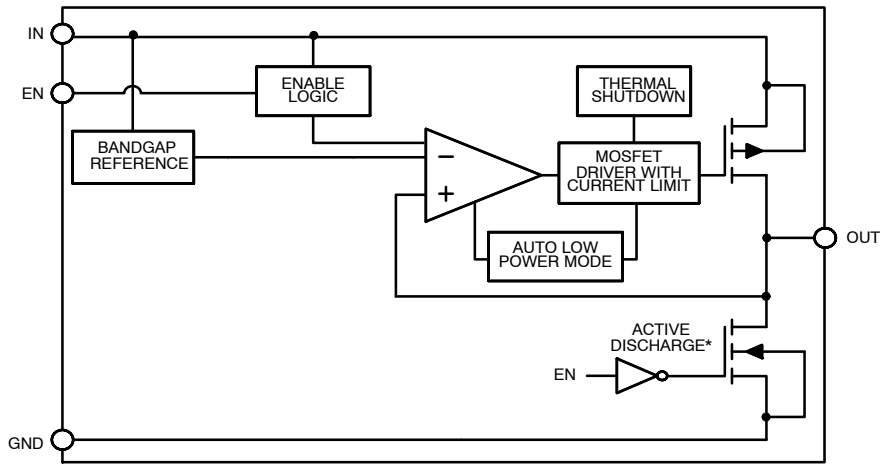 IN
EN
ENABLE
LOGIC
THERMAL
SHUTDOWN
BANDGAP
REFERENCE
−
+
MOSFET
DRIVER WITH
CURRENT LIMIT
AUTO LOW
POWER MODE
OUT
ACTIVE
DISCHARGE*
EN
GND